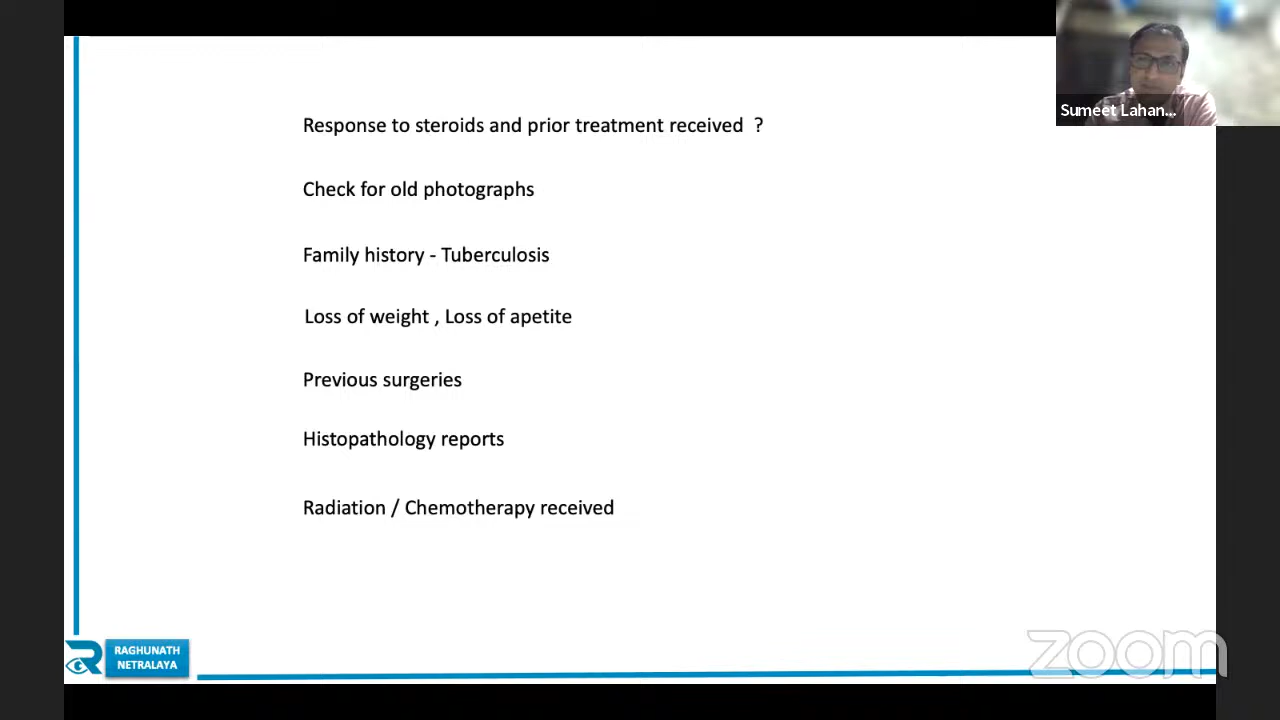 Sumeet Lahan...
Response to steroids and prior treatment received ?
Check for old photographs
Family history - Tuberculosis
Loss of weight , Loss of apetite
Previous surgeries
Histopathology reports
Radiation / Chemotherapy received
RAGHUNATH
NETRALAYA
zoom